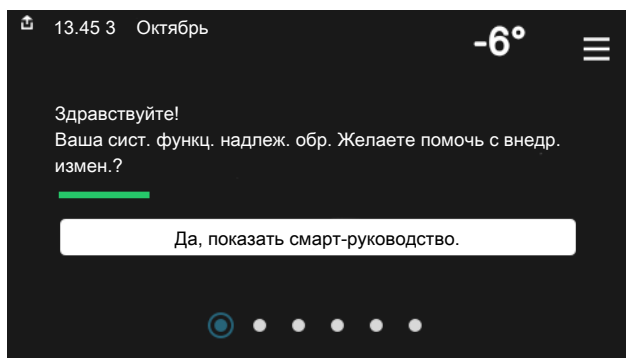 13.45 3 Октябрь
-6°
Здравствуйте!
Ваша сист. функц. надлеж. обр. Желаете помочь с внедр.
измен.?
Да, показать смарт-руководство.